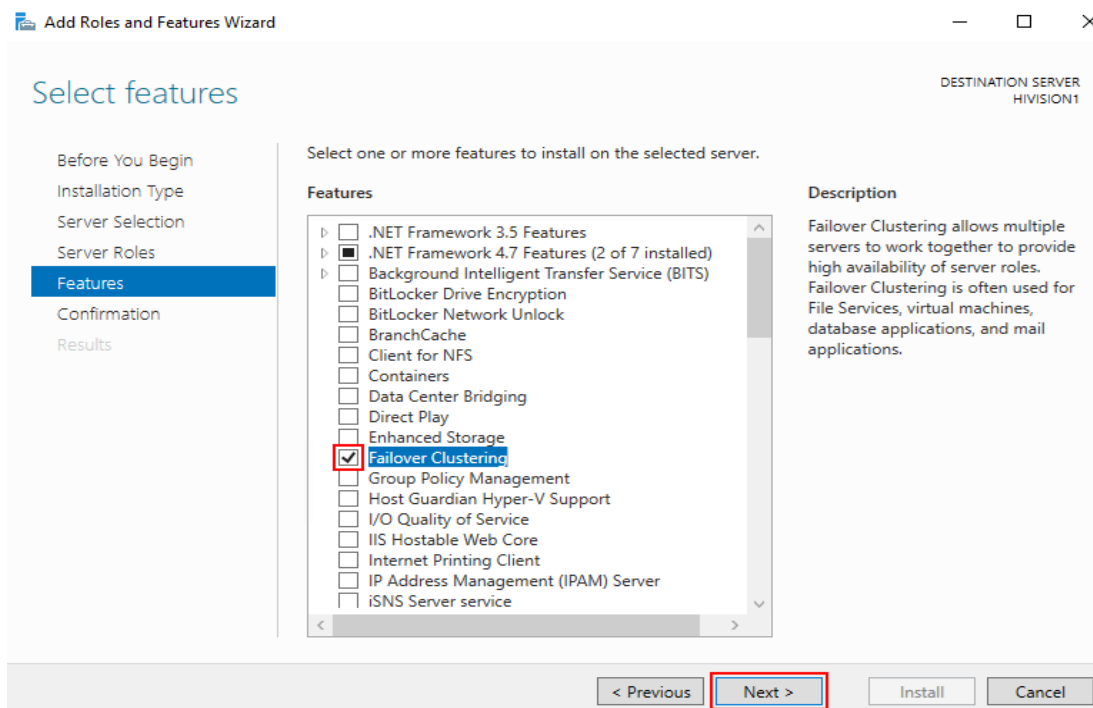 Add Roles and Features Wizard
Select features
DESTINATION SERVER
HIVISION1
Before You Begin
Installation Type
Server Selection
Server Roles
Features
Confirmation
Results
Select one or more features to install on the selected server.
Features
.NET Framework 3.5 Features
.NET Framework 4.7 Features (2 of 7 installed)
Background Intelligent Transfer Service (BITS)
BitLocker Drive Encryption
BitLocker Network Unlock
BranchCache
Client for NFS
Containers
Data Center Bridging
Direct Play
Enhanced Storage
Failover Clustering
Group Policy Management
Host Guardian Hyper-V Support
I/O Quality of Service
IIS Hostable Web Core
Internet Printing Client
IP Address Management (IPAM) Server
iSNS Server service
Description
Failover Clustering allows multiple
servers to work together to provide
high availability of server roles.
Failover Clustering is often used for
File Services, virtual machines,
database applications, and mail
applications.
< Previous
Next >
Install
Cancel